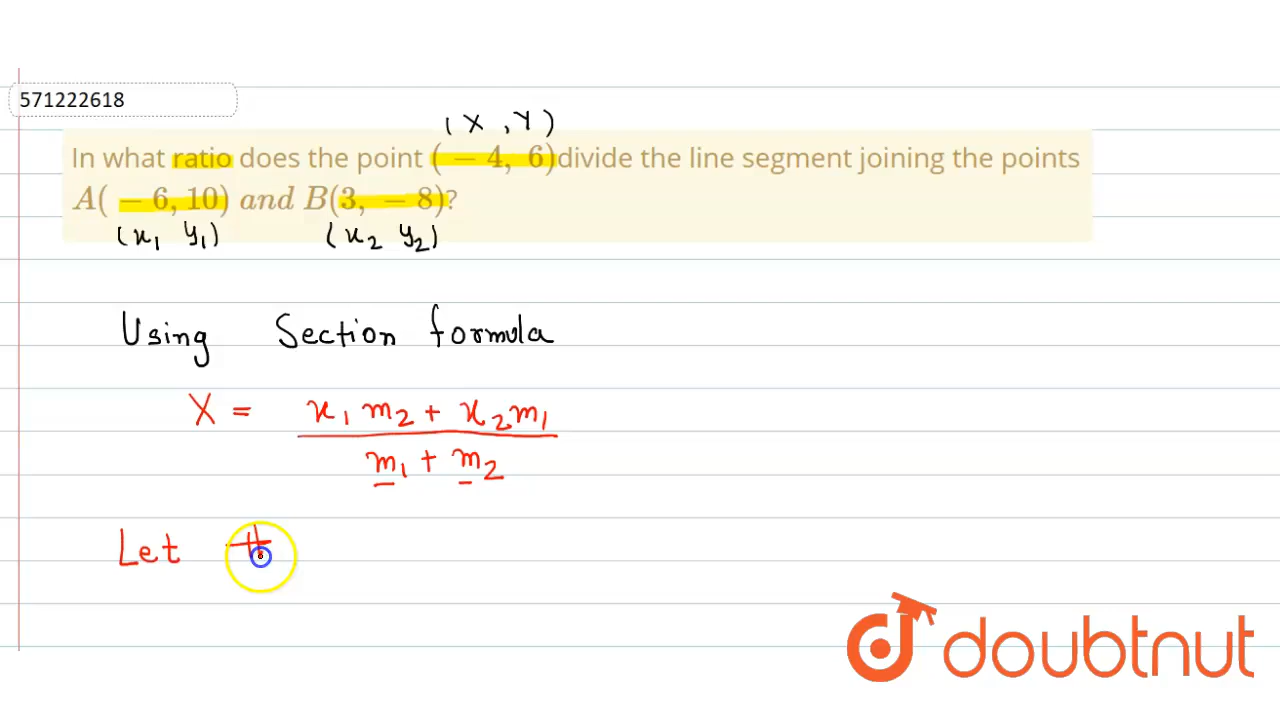 571222618
( X , Y )
In what ratio does the point ( − 4, 6)divide the line segment joining the points
A( − 6, 10) and B(3, − 8)?
(x₁ y₁) (x₂ y₂)
Using Section formula
X = x₁ m₂ + x₂ m₁
m₁ + m₂
Let
doubtnut